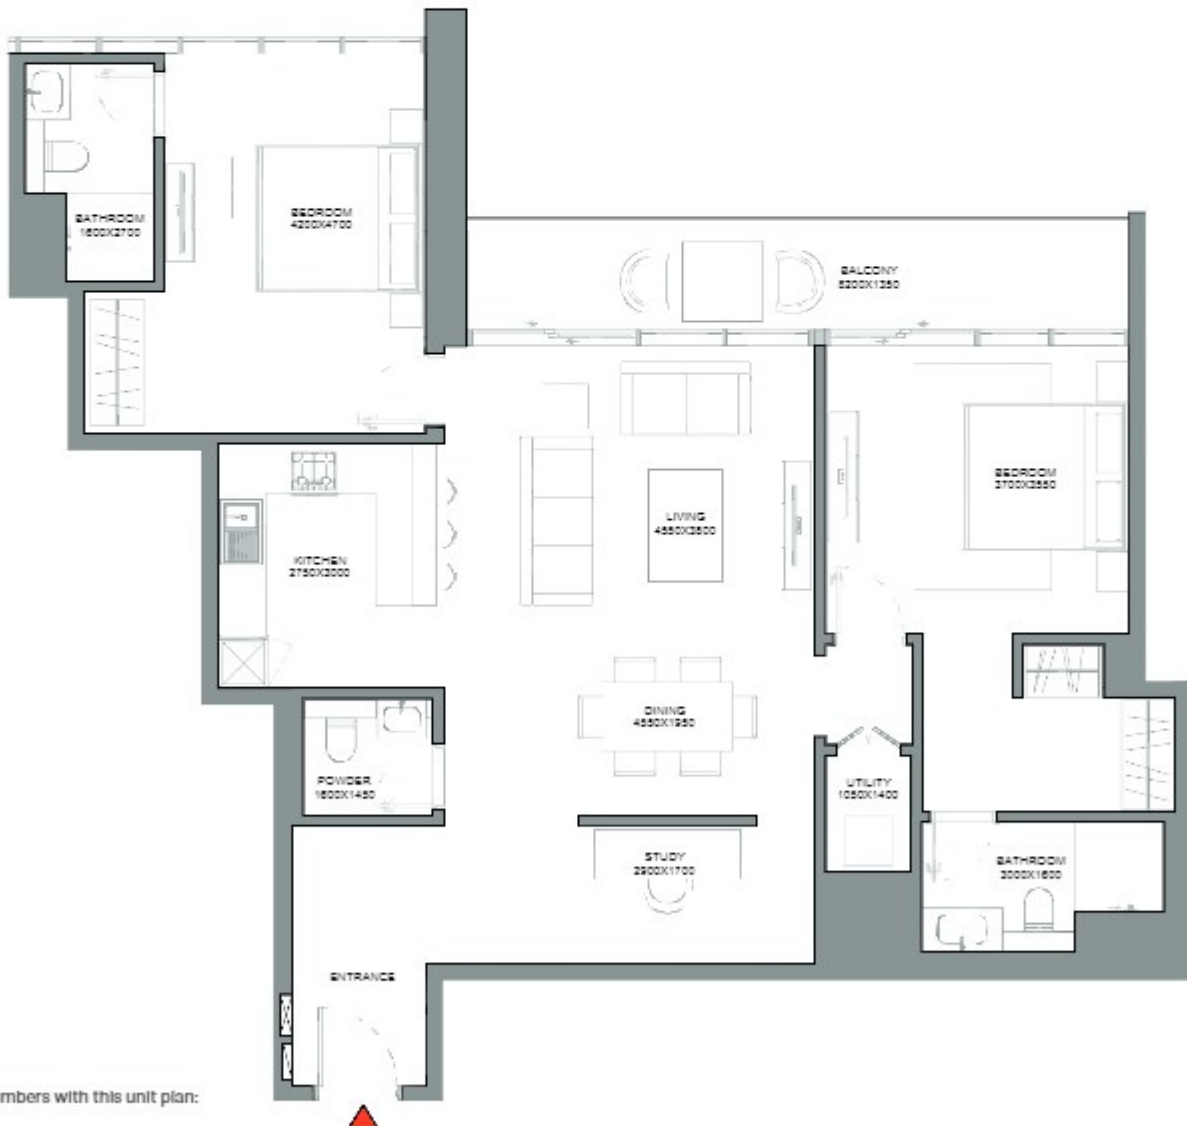 BATHROOM
1600X2700
BEDROOM
4200X4700
BALCONY
8200X1350
BEDROOM
3700X3550
LIVING
4550X3500
KITCHEN
2750X3000
DINING
4550X1950
POWDER
1600X1450
UTILITY
1050X1400
STUDY
2900X1700
BATHROOM
3000X1600
ENTRANCE
mbers with this unit plan: